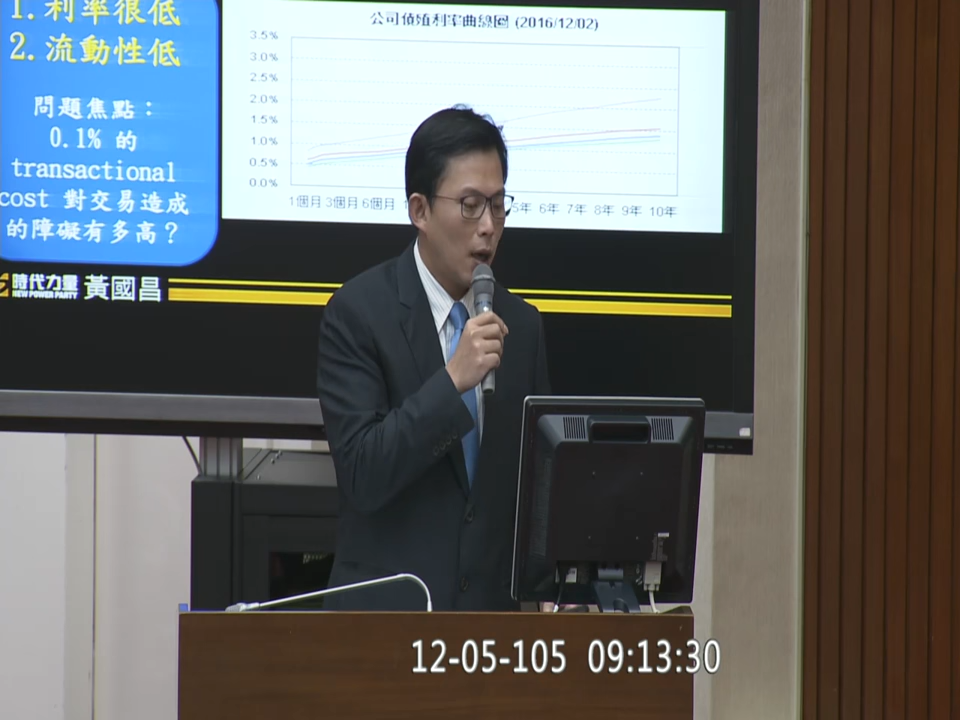 1.利率很低
2.流動性低
問題焦點：
0.1% 的
transactional
cost 對交易造成
的障礙有多高？
公司債殖利率曲線圖 (2016/12/02)
3.5%
3.0%
2.5%
2.0%
1.5%
1.0%
0.5%
0.0%
1個月 3個月 6個月 5年 6年 7年 8年 9年 10年
時代力量 黃國昌
NEW POWER PARTY
12-05-105 09:13:30